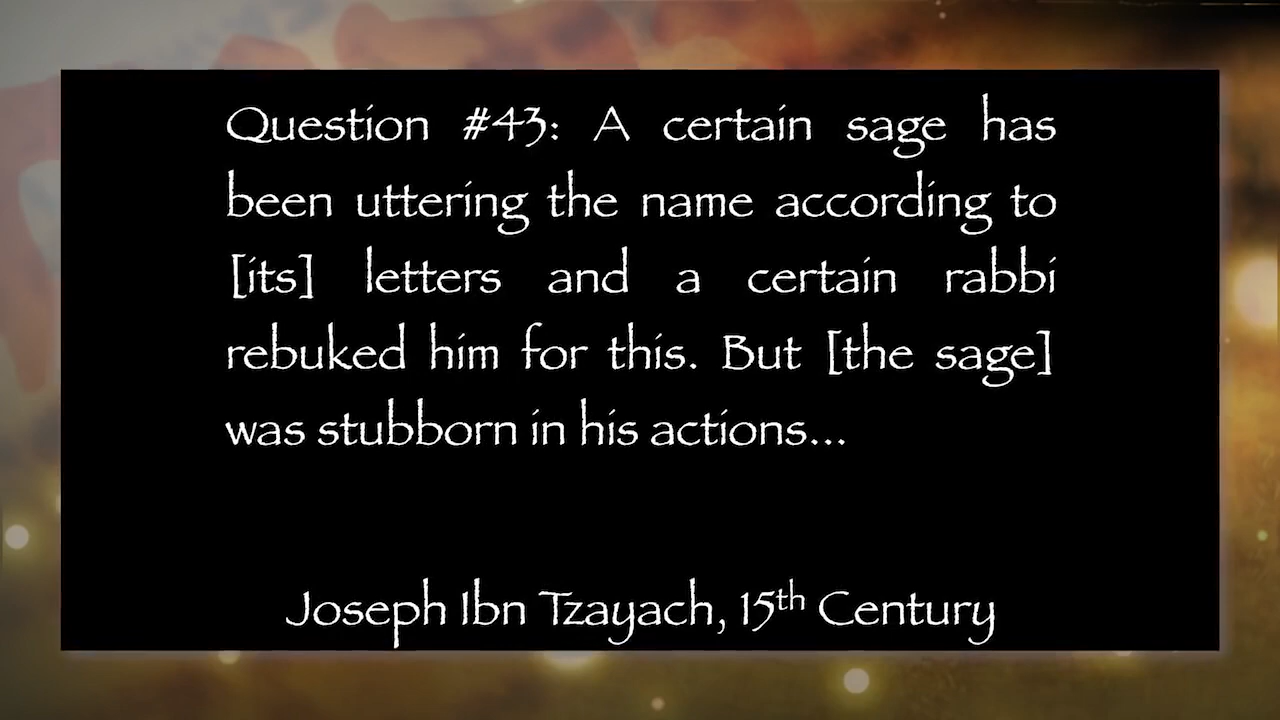 Question #43: A certain sage has
been uttering the name according to
[its] letters and a certain rabbi
rebuked him for this. But [the sage]
was stubborn in his actions...
Joseph Ibn Tzayach, 15th Century